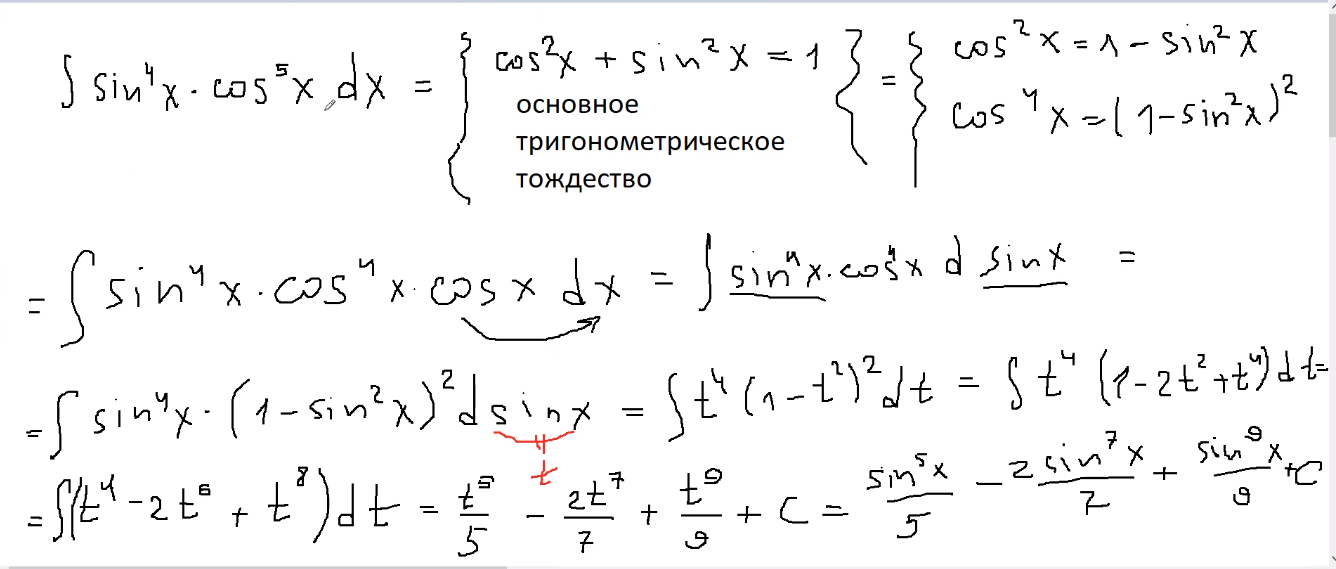 ∫ sin⁴x · cos⁵x dx = { cos²x + sin²x = 1 } = { cos²x = 1 − sin²x
основное
тригонометрическое
тождество
cos⁴x = (1 − sin²x)²
= ∫ sin⁴x · cos⁴x · cos x dx = ∫ sin⁴x · cos⁴x d sin x =
= ∫ sin⁴x · (1 − sin²x)² d sin x = ∫ t⁴ (1 − t²)² dt = ∫ t⁴ (1 − 2t² + t⁴) dt =
t
= ∫(t⁴ − 2t⁶ + t⁸) dt = t⁵/5 − 2t⁷/7 + t⁹/9 + C = sin⁵x/5 − 2 sin⁷x/7 + sin⁹x/9 + C